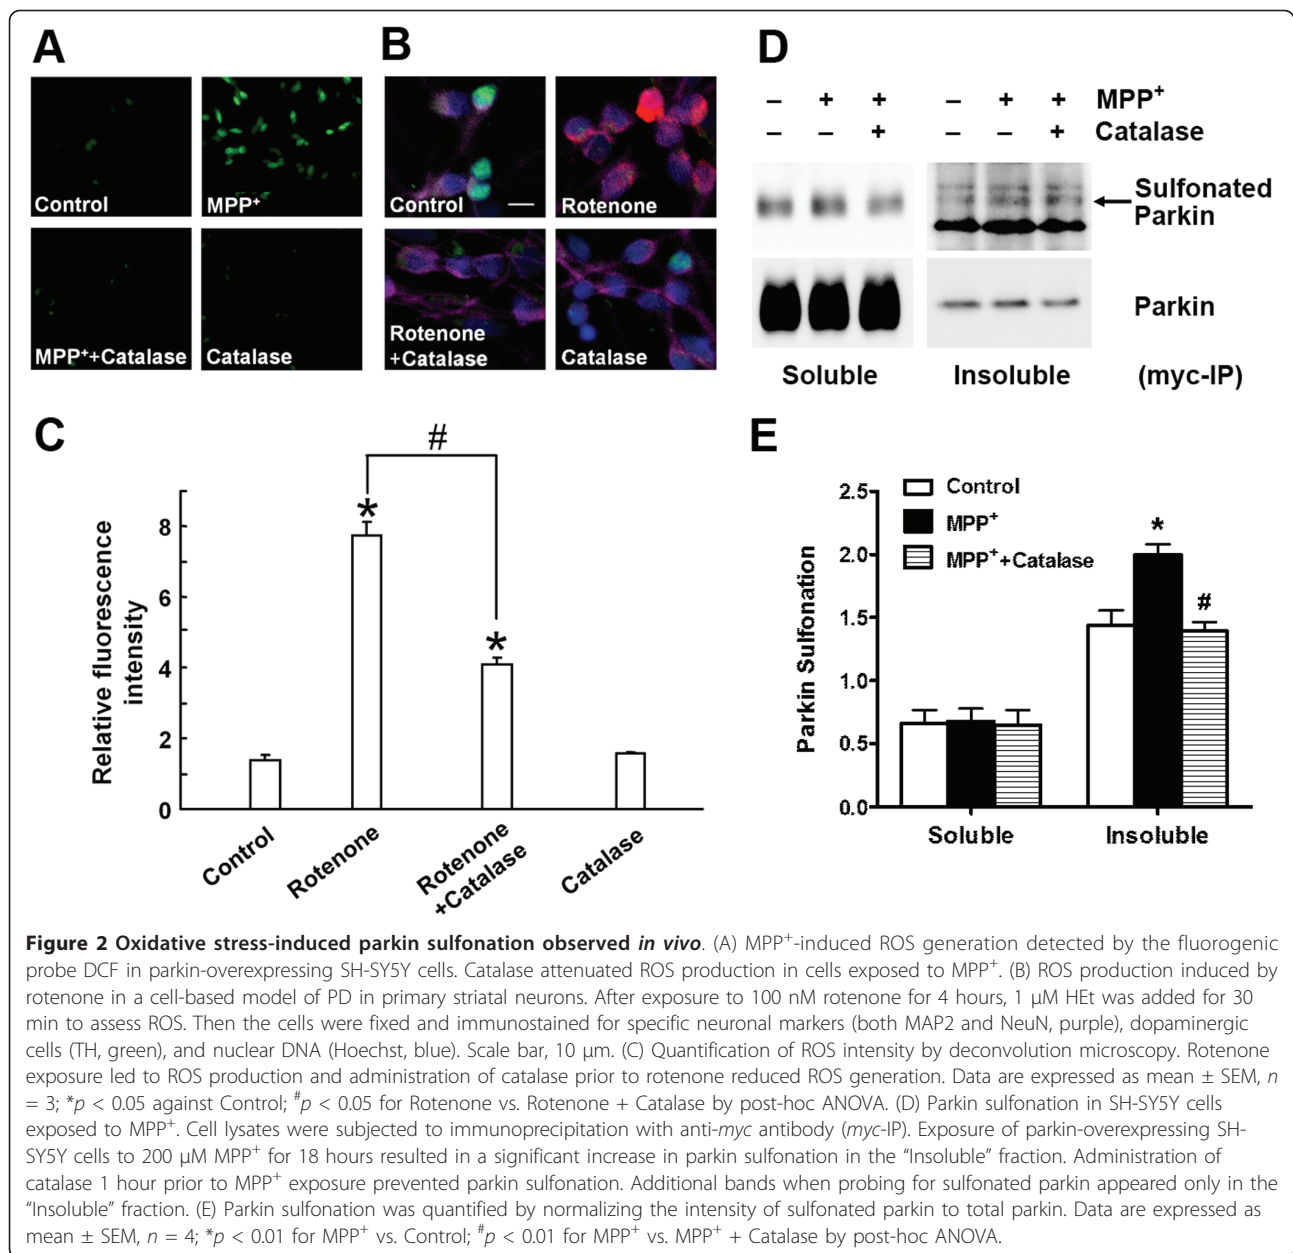 A
Control
MPP⁺
MPP⁺+Catalase
Catalase
B
Control
Rotenone
Rotenone
+Catalase
Catalase
D
– + + – + + MPP⁺
– – + – – + Catalase
Sulfonated
Parkin
Parkin
Soluble Insoluble (myc-IP)
C
Relative fluorescence
intensity
8
6
4
2
0
#
*
*
Control
Rotenone
Rotenone
+Catalase
Catalase
E
Parkin Sulfonation
2.5
2.0
1.5
1.0
0.5
0.0
Control
MPP⁺
MPP⁺+Catalase
*
#
Soluble
Insoluble
Figure 2 Oxidative stress-induced parkin sulfonation observed in vivo. (A) MPP⁺-induced ROS generation detected by the fluorogenic
probe DCF in parkin-overexpressing SH-SY5Y cells. Catalase attenuated ROS production in cells exposed to MPP⁺. (B) ROS production induced by
rotenone in a cell-based model of PD in primary striatal neurons. After exposure to 100 nM rotenone for 4 hours, 1 μM HEt was added for 30
min to assess ROS. Then the cells were fixed and immunostained for specific neuronal markers (both MAP2 and NeuN, purple), dopaminergic
cells (TH, green), and nuclear DNA (Hoechst, blue). Scale bar, 10 μm. (C) Quantification of ROS intensity by deconvolution microscopy. Rotenone
exposure led to ROS production and administration of catalase prior to rotenone reduced ROS generation. Data are expressed as mean ± SEM, n
= 3; *p < 0.05 against Control; #p < 0.05 for Rotenone vs. Rotenone + Catalase by post-hoc ANOVA. (D) Parkin sulfonation in SH-SY5Y cells
exposed to MPP⁺. Cell lysates were subjected to immunoprecipitation with anti-myc antibody (myc-IP). Exposure of parkin-overexpressing SH-
SY5Y cells to 200 μM MPP⁺ for 18 hours resulted in a significant increase in parkin sulfonation in the “Insoluble” fraction. Administration of
catalase 1 hour prior to MPP⁺ exposure prevented parkin sulfonation. Additional bands when probing for sulfonated parkin appeared only in the
“Insoluble” fraction. (E) Parkin sulfonation was quantified by normalizing the intensity of sulfonated parkin to total parkin. Data are expressed as
mean ± SEM, n = 4; *p < 0.01 for MPP⁺ vs. Control; #p < 0.01 for MPP⁺ vs. MPP⁺ + Catalase by post-hoc ANOVA.